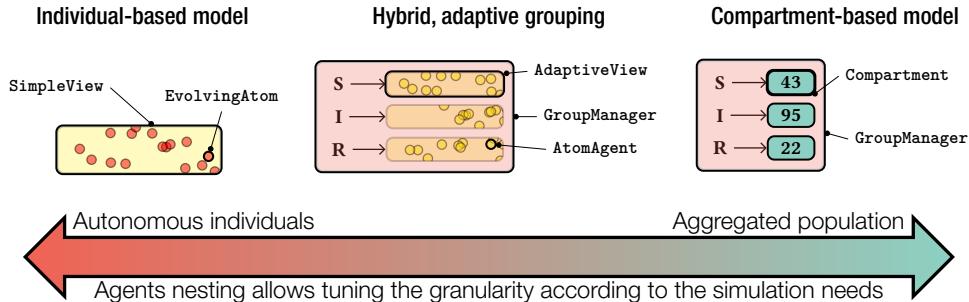 Individual-based model
Hybrid, adaptive grouping
Compartment-based model
SimpleView
EvolvingAtom
S
I
R
AdaptiveView
GroupManager
AtomAgent
S
43
I
95
R
22
Compartment
GroupManager
Autonomous individuals
Aggregated population
Agents nesting allows tuning the granularity according to the simulation needs